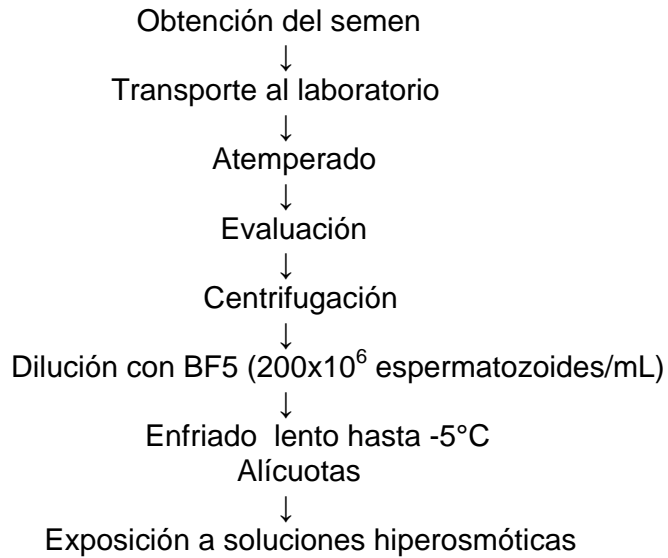 Obtención del semen
↓
Transporte al laboratorio
↓
Atemperado
↓
Evaluación
↓
Centrifugación
↓
Dilución con BF5 (200x10⁶ espermatozoides/mL)
↓
Enfriado lento hasta -5°C
Alícuotas
↓
Exposición a soluciones hiperosmóticas